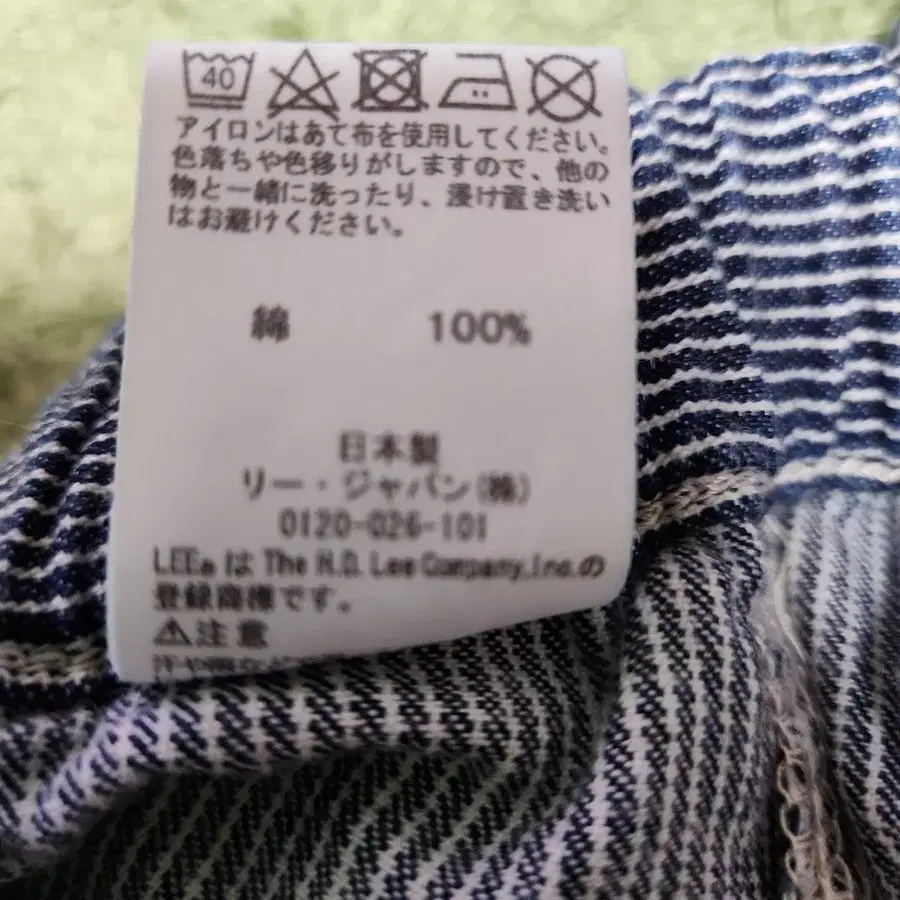 40
アイロンはあて布を使用してください。
色落ちや色移りがしますので、他の
物と一緒に洗ったり、浸け置き洗い
はお避けください。
綿 100%
日本製
リー・ジャパン(株)
0120-026-101
LEE®は The H.D. Lee Company, Inc.の
登録商標です。
⚠注意